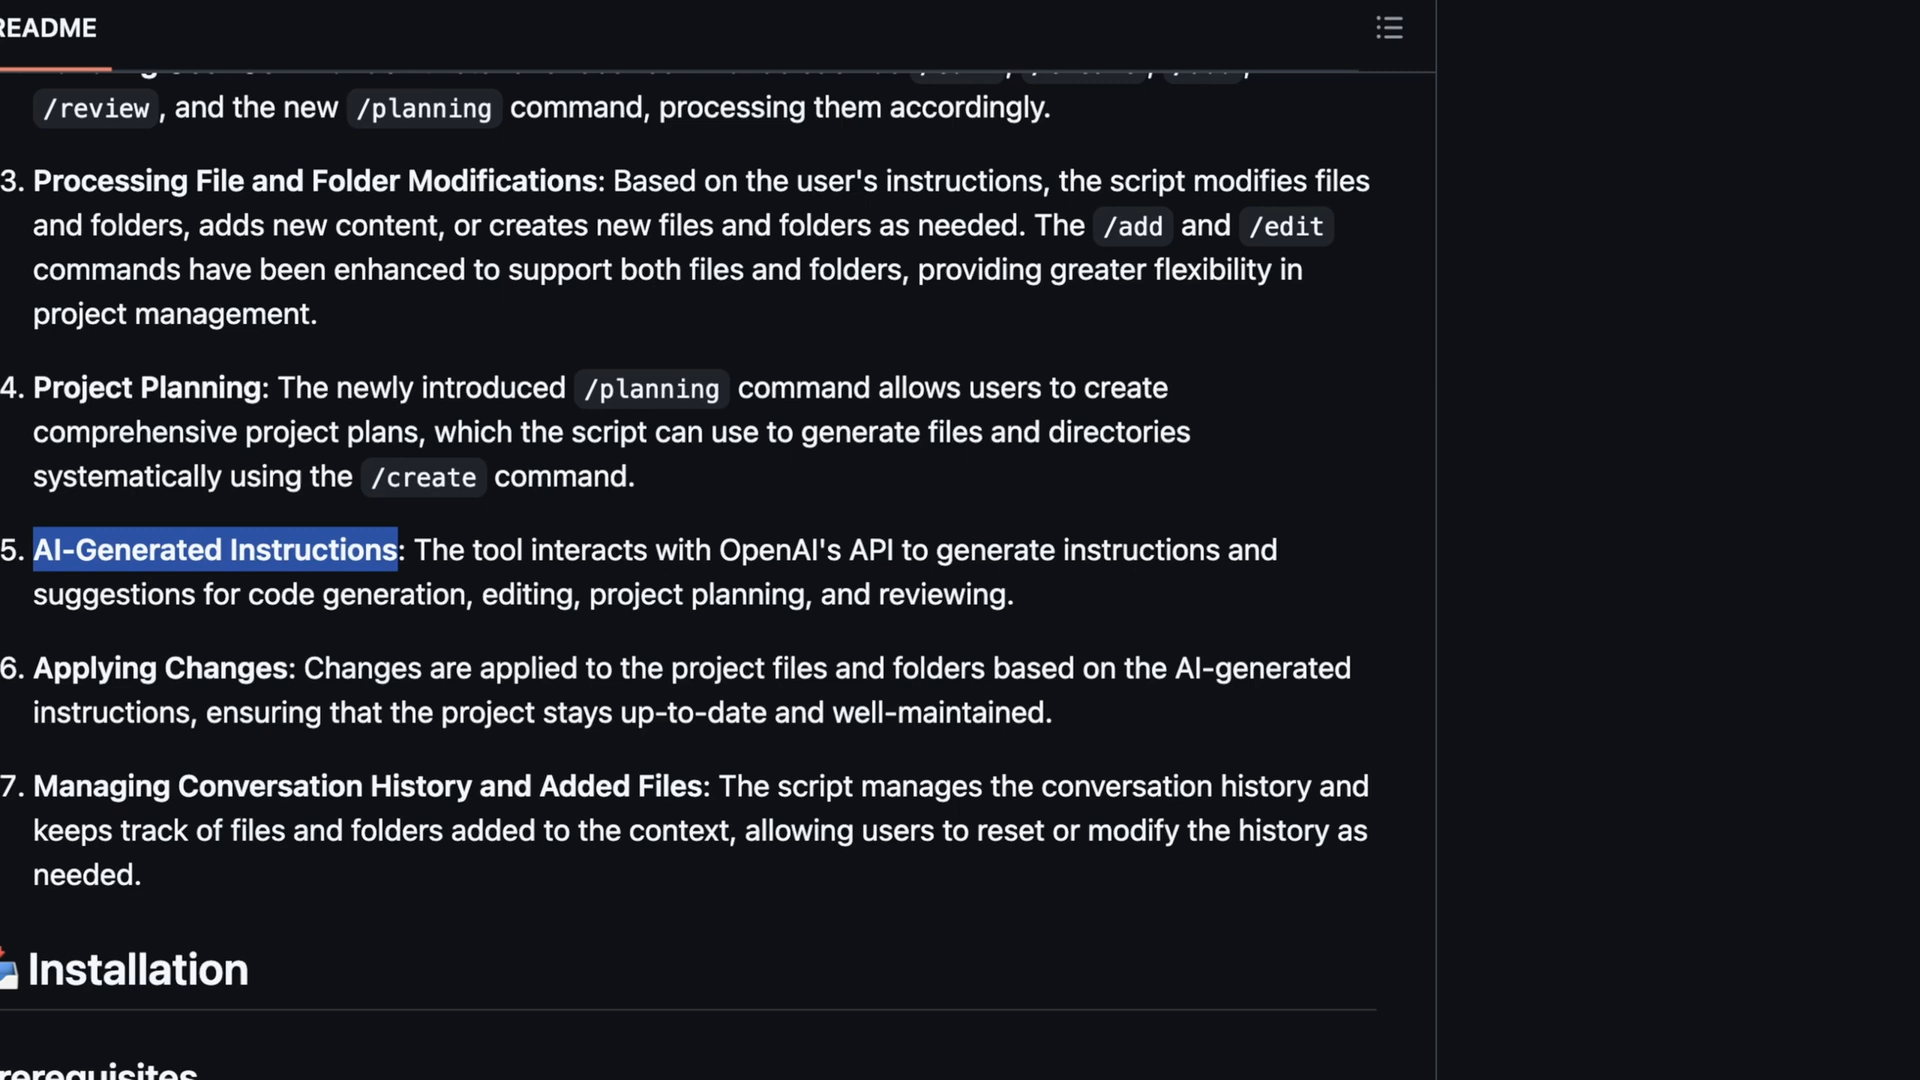 README
/review, and the new /planning command, processing them accordingly.
3. Processing File and Folder Modifications: Based on the user's instructions, the script modifies files
and folders, adds new content, or creates new files and folders as needed. The /add and /edit
commands have been enhanced to support both files and folders, providing greater flexibility in
project management.
4. Project Planning: The newly introduced /planning command allows users to create
comprehensive project plans, which the script can use to generate files and directories
systematically using the /create command.
5. AI-Generated Instructions: The tool interacts with OpenAI's API to generate instructions and
suggestions for code generation, editing, project planning, and reviewing.
6. Applying Changes: Changes are applied to the project files and folders based on the AI-generated
instructions, ensuring that the project stays up-to-date and well-maintained.
7. Managing Conversation History and Added Files: The script manages the conversation history and
keeps track of files and folders added to the context, allowing users to reset or modify the history as
needed.
Installation
rerequisites